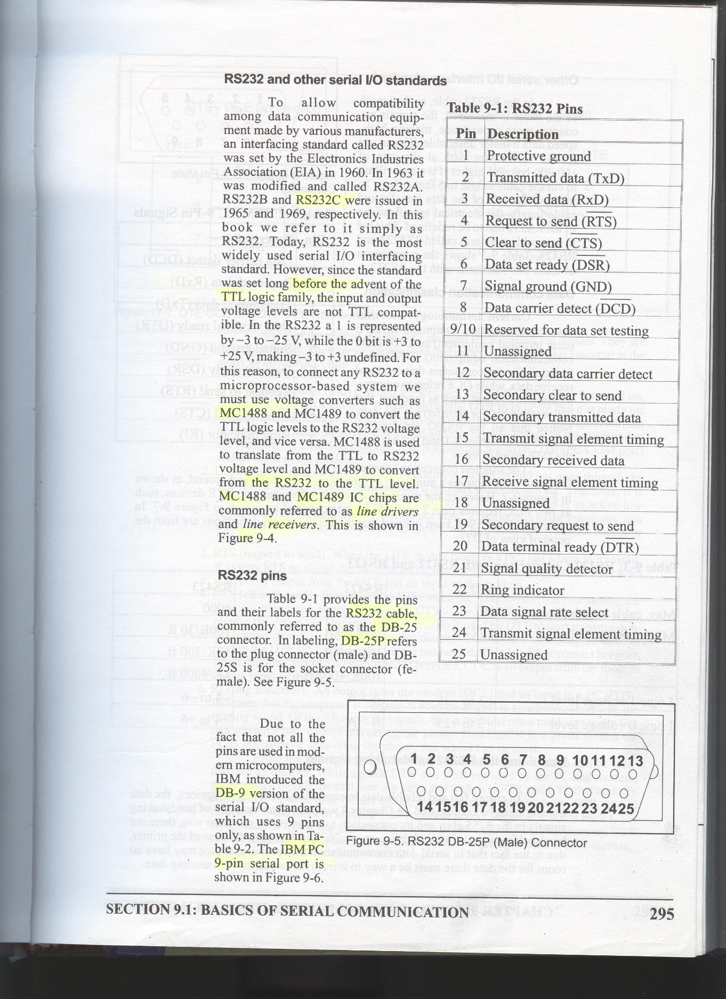 RS232 and other serial I/O standards
To allow compatibility
among data communication equip-
ment made by various manufacturers,
an interfacing standard called RS232
was set by the Electronics Industries
Association (EIA) in 1960. In 1963 it
was modified and called RS232A.
RS232B and RS232C were issued in
1965 and 1969, respectively. In this
book we refer to it simply as
RS232. Today, RS232 is the most
widely used serial I/O interfacing
standard. However, since the standard
was set long before the advent of the
TTL logic family, the input and output
voltage levels are not TTL compat-
ible. In the RS232 a 1 is represented
by −3 to −25 V, while the 0 bit is +3 to
+25 V, making −3 to +3 undefined. For
this reason, to connect any RS232 to a
microprocessor-based system we
must use voltage converters such as
MC1488 and MC1489 to convert the
TTL logic levels to the RS232 voltage
level, and vice versa. MC1488 is used
to translate from the TTL to RS232
voltage level and MC1489 to convert
from the RS232 to the TTL level.
MC1488 and MC1489 IC chips are
commonly referred to as line drivers
and line receivers. This is shown in
Figure 9-4.
RS232 pins
Table 9-1 provides the pins
and their labels for the RS232 cable,
commonly referred to as the DB-25
connector. In labeling, DB-25P refers
to the plug connector (male) and DB-
25S is for the socket connector (fe-
male). See Figure 9-5.
Due to the
fact that not all the
pins are used in mod-
ern microcomputers,
IBM introduced the
DB-9 version of the
serial I/O standard,
which uses 9 pins
only, as shown in Ta-
ble 9-2. The IBM PC
9-pin serial port is
shown in Figure 9-6.
Table 9-1: RS232 Pins
Pin Description
1 Protective ground
2 Transmitted data (TxD)
3 Received data (RxD)
4 Request to send (R̅T̅S̅)
5 Clear to send (C̅T̅S̅)
6 Data set ready (D̅S̅R̅)
7 Signal ground (GND)
8 Data carrier detect (D̅C̅D̅)
9/10 Reserved for data set testing
11 Unassigned
12 Secondary data carrier detect
13 Secondary clear to send
14 Secondary transmitted data
15 Transmit signal element timing
16 Secondary received data
17 Receive signal element timing
18 Unassigned
19 Secondary request to send
20 Data terminal ready (D̅T̅R̅)
21 Signal quality detector
22 Ring indicator
23 Data signal rate select
24 Transmit signal element timing
25 Unassigned
1 2 3 4 5 6 7 8 9 10 11 12 13
14 15 16 17 18 19 20 21 22 23 24 25
Figure 9-5. RS232 DB-25P (Male) Connector
SECTION 9.1: BASICS OF SERIAL COMMUNICATION 295